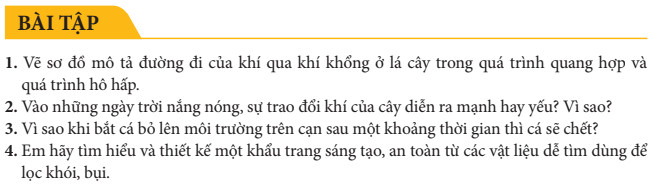 BÀI TẬP
1. Vẽ sơ đồ mô tả đường đi của khí qua khí khổng ở lá cây trong quá trình quang hợp và
quá trình hô hấp.
2. Vào những ngày trời nắng nóng, sự trao đổi khí của cây diễn ra mạnh hay yếu? Vì sao?
3. Vì sao khi bắt cá bỏ lên môi trường trên cạn sau một khoảng thời gian thì cá sẽ chết?
4. Em hãy tìm hiểu và thiết kế một khẩu trang sáng tạo, an toàn từ các vật liệu dễ tìm dùng để
lọc khói, bụi.